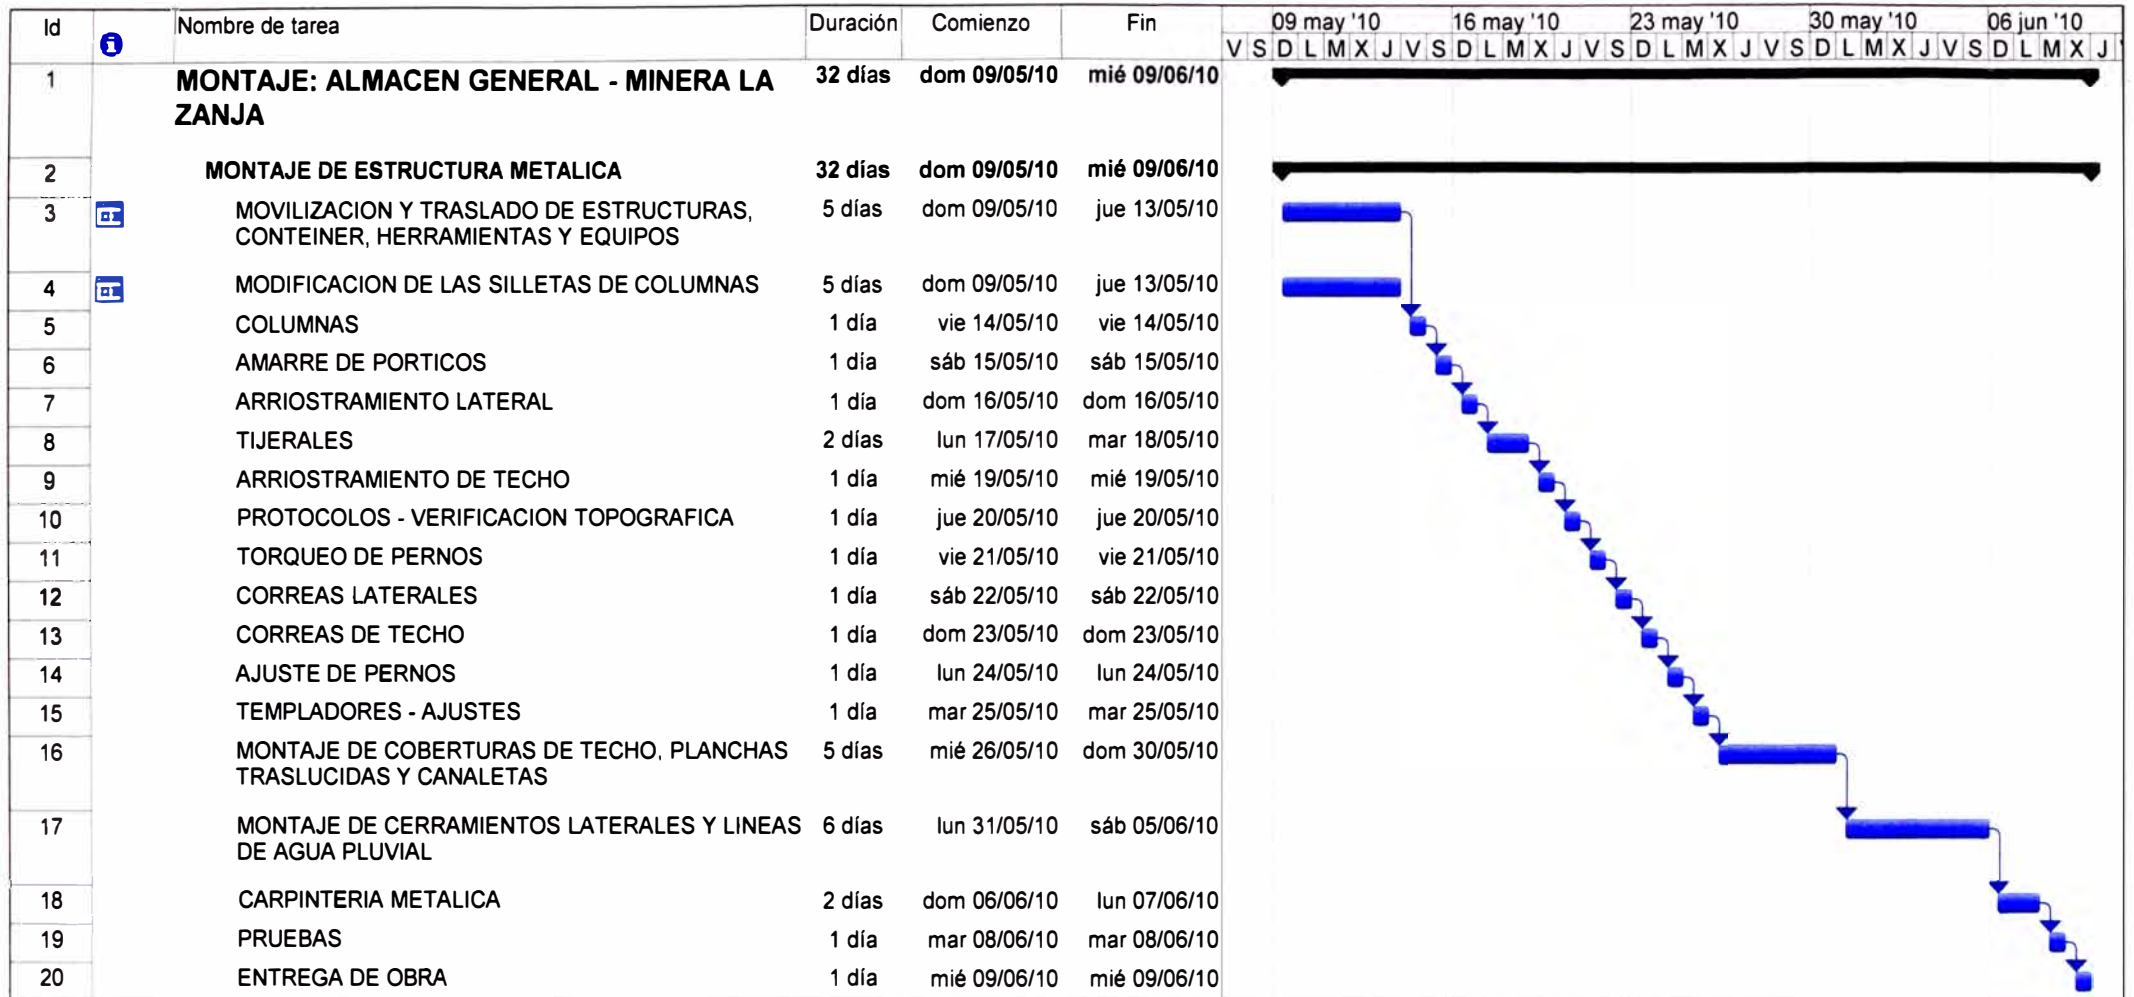 Id Nombre de tarea Duración Comienzo Fin 09 may '10 16 may '10 23 may '10 30 may '10 06 jun '10
V S D L M X J V S D L M X J V S D L M X J V S D L M X J V S D L M X J
1 MONTAJE: ALMACEN GENERAL - MINERA LA 32 días dom 09/05/10 mié 09/06/10
ZANJA
2 MONTAJE DE ESTRUCTURA METALICA 32 días dom 09/05/10 mié 09/06/10
3 MOVILIZACION Y TRASLADO DE ESTRUCTURAS, 5 días dom 09/05/10 jue 13/05/10
CONTEINER, HERRAMIENTAS Y EQUIPOS
4 MODIFICACION DE LAS SILLETAS DE COLUMNAS 5 días dom 09/05/10 jue 13/05/10
5 COLUMNAS 1 día vie 14/05/10 vie 14/05/10
6 AMARRE DE PORTICOS 1 día sáb 15/05/10 sáb 15/05/10
7 ARRIOSTRAMIENTO LATERAL 1 día dom 16/05/10 dom 16/05/10
8 TIJERALES 2 días lun 17/05/10 mar 18/05/10
9 ARRIOSTRAMIENTO DE TECHO 1 día mié 19/05/10 mié 19/05/10
10 PROTOCOLOS - VERIFICACION TOPOGRAFICA 1 día jue 20/05/10 jue 20/05/10
11 TORQUEO DE PERNOS 1 día vie 21/05/10 vie 21/05/10
12 CORREAS LATERALES 1 día sáb 22/05/10 sáb 22/05/10
13 CORREAS DE TECHO 1 día dom 23/05/10 dom 23/05/10
14 AJUSTE DE PERNOS 1 día lun 24/05/10 lun 24/05/10
15 TEMPLADORES - AJUSTES 1 día mar 25/05/10 mar 25/05/10
16 MONTAJE DE COBERTURAS DE TECHO, PLANCHAS 5 días mié 26/05/10 dom 30/05/10
TRASLUCIDAS Y CANALETAS
17 MONTAJE DE CERRAMIENTOS LATERALES Y LINEAS 6 días lun 31/05/10 sáb 05/06/10
DE AGUA PLUVIAL
18 CARPINTERIA METALICA 2 días dom 06/06/10 lun 07/06/10
19 PRUEBAS 1 día mar 08/06/10 mar 08/06/10
20 ENTREGA DE OBRA 1 día mié 09/06/10 mié 09/06/10